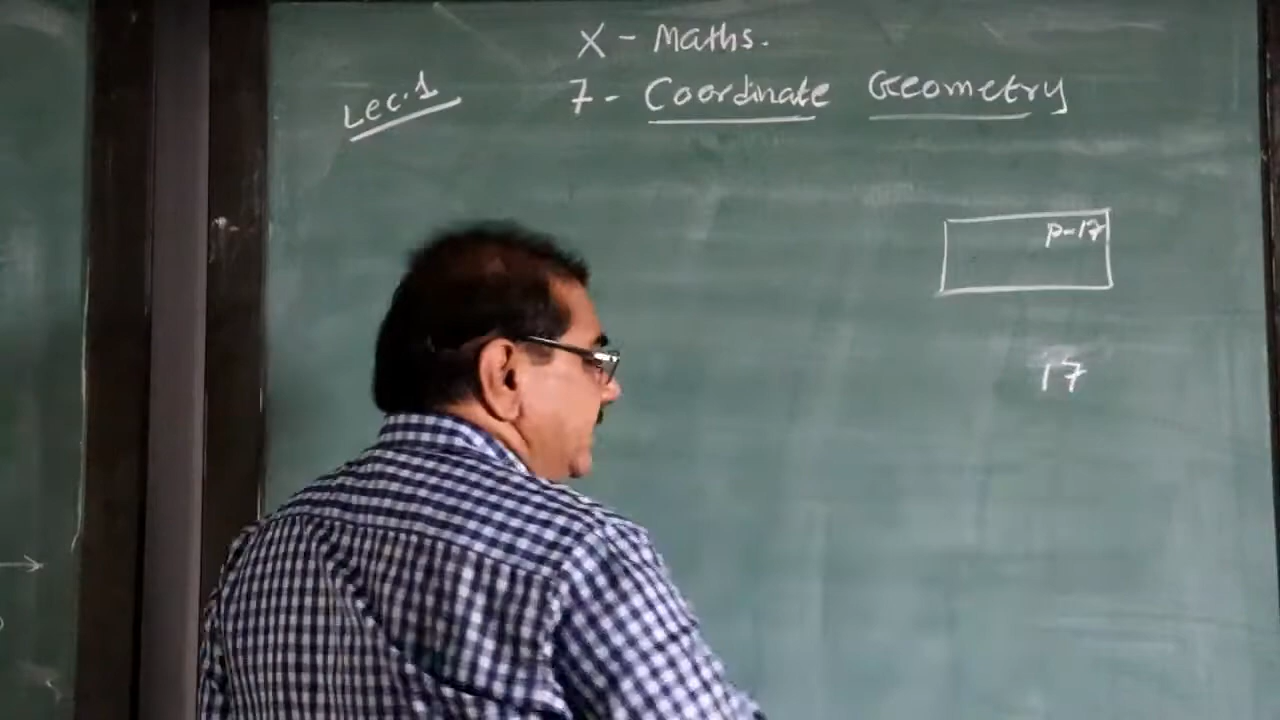 X - Maths.
Lec. 1
7 - Coordinate Geometry
P-17
17